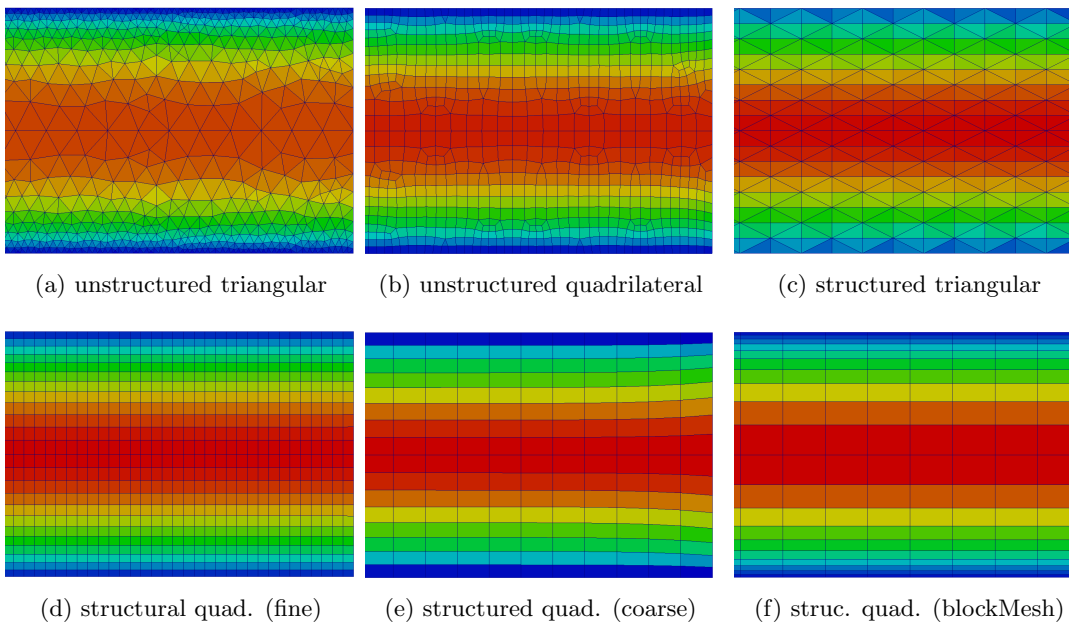 (a) unstructured triangular
(b) unstructured quadrilateral
(c) structured triangular
(d) structural quad. (fine)
(e) structured quad. (coarse)
(f) struc. quad. (blockMesh)